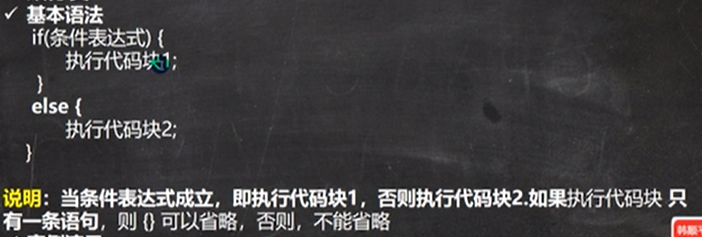 ✓ 基本语法
if(条件表达式) {
执行代码块1;
}
else {
执行代码块2;
}
说明：当条件表达式成立，即执行代码块1，否则执行代码块2.如果执行代码块 只
有一条语句，则 {} 可以省略，否则，不能省略
韩顺平